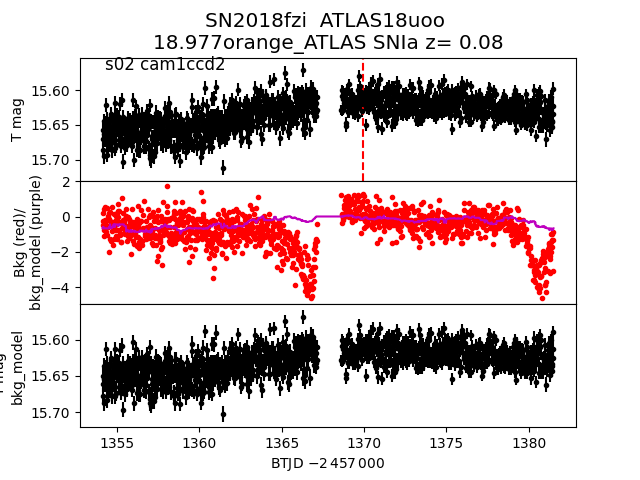 SN2018fzi  ATLAS18uoo
18.977orange_ATLAS SNIa z= 0.08
s02 cam1ccd2
T mag
15.60
15.65
15.70
Bkg (red)/
bkg_model (purple)
2
0
−2
−4
mag
bkg_model
15.60
15.65
15.70
1355
1360
1365
1370
1375
1380
BTJD −2 457 000